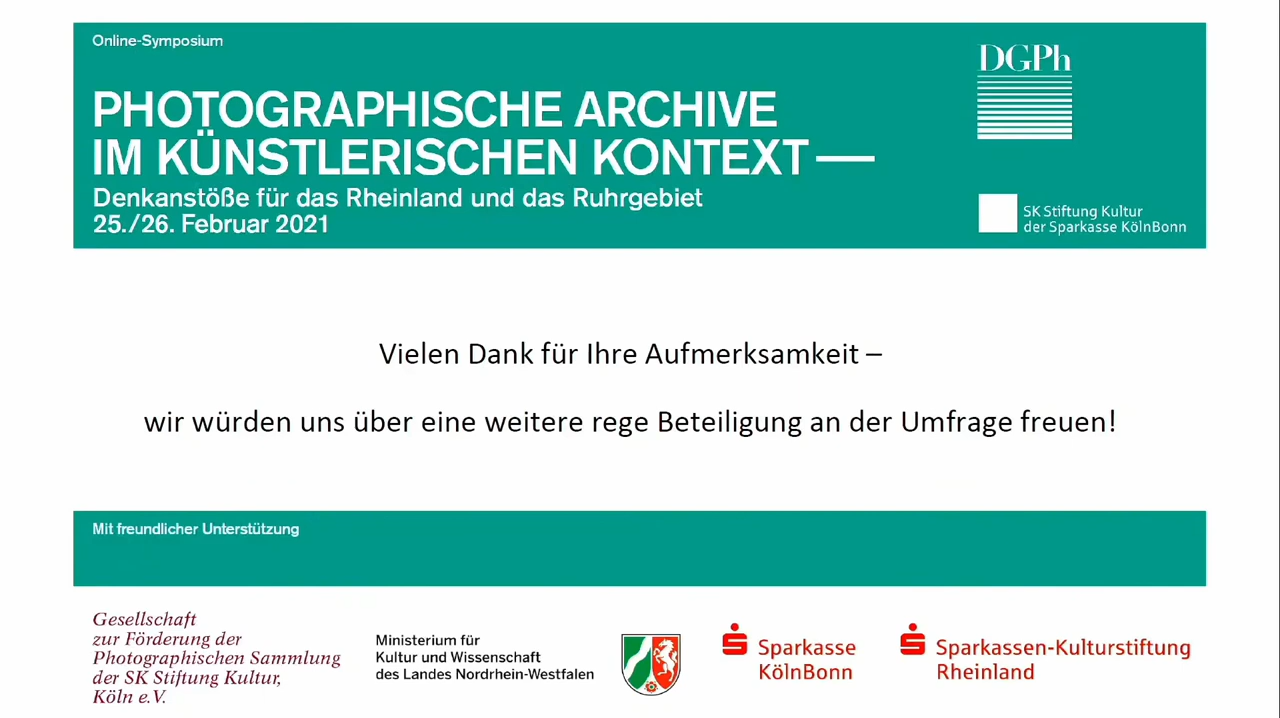 Online-Symposium
PHOTOGRAPHISCHE ARCHIVE
IM KÜNSTLERISCHEN KONTEXT —
Denkanstöße für das Rheinland und das Ruhrgebiet
25./26. Februar 2021
DGPh
SK Stiftung Kultur
der Sparkasse KölnBonn
Vielen Dank für Ihre Aufmerksamkeit –
wir würden uns über eine weitere rege Beteiligung an der Umfrage freuen!
Mit freundlicher Unterstützung
Gesellschaft
zur Förderung der
Photographischen Sammlung
der SK Stiftung Kultur,
Köln e.V.
Ministerium für
Kultur und Wissenschaft
des Landes Nordrhein-Westfalen
Sparkasse
KölnBonn
Sparkassen-Kulturstiftung
Rheinland